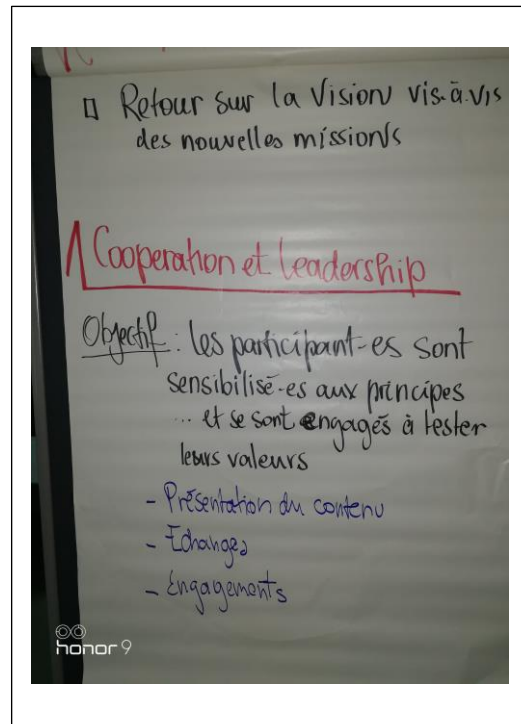 □ Retour sur la Vision vis-à-vis
des nouvelles missions
Cooperation et leadership
Objectif : les participant-es sont
sensibilisé-es aux principes
... et se sont engagés à tester
leurs valeurs
- Présentation du contenu
- Echanges
- Engagements
honor 9